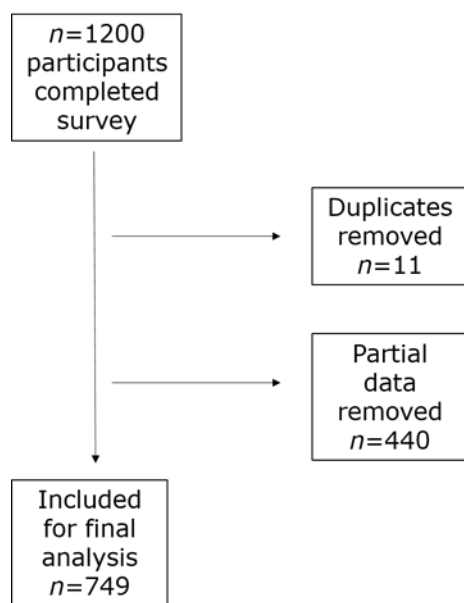 n=1200
participants
completed
survey
Duplicates
removed
n=11
Partial
data
removed
n=440
Included
for final
analysis
n=749